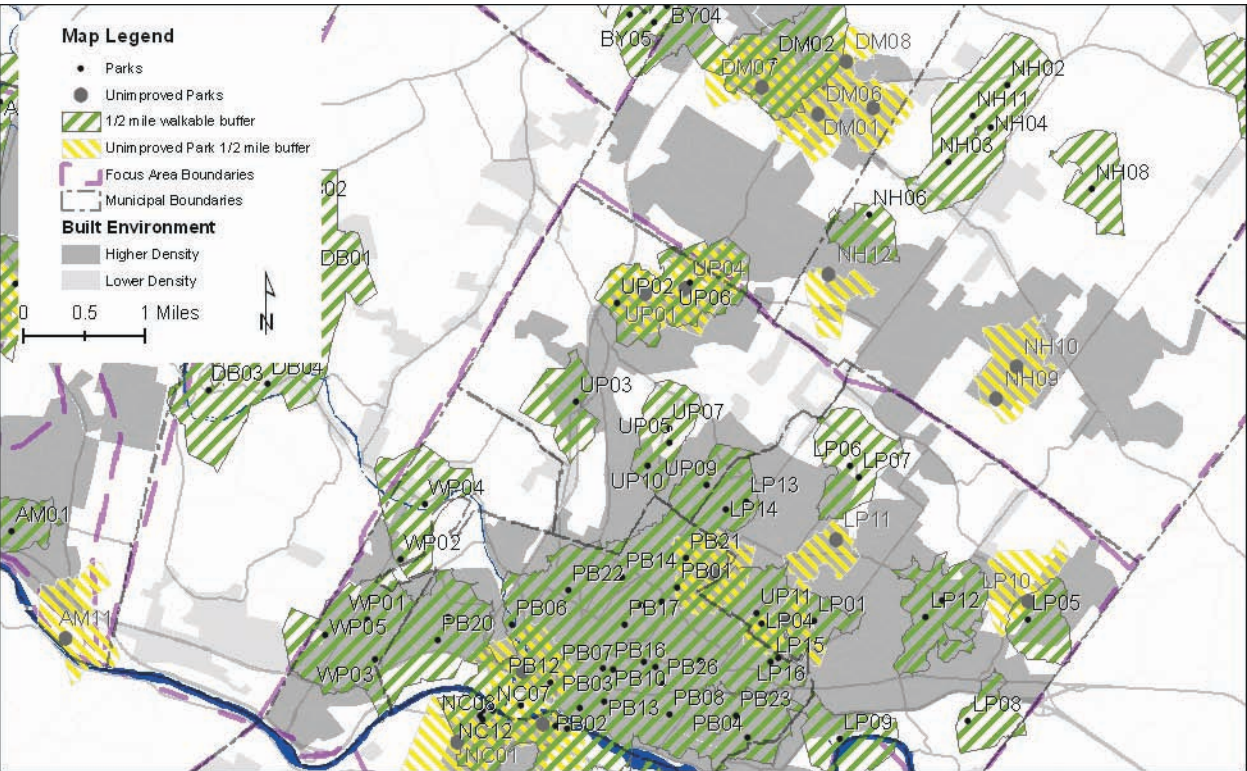 Map Legend
Parks
Unimproved Parks
1/2 mile walkable buffer
Unimproved Park 1/2 mile buffer
Focus Area Boundaries
Municipal Boundaries
Built Environment
Higher Density
Lower Density
0 0.5 1 Miles
N
BY04
BY05
DM02
DM08
DM07
DM06
DM01
NH02
NH11
NH04
NH03
NH08
NH06
NH12
NH10
NH09
02
DB01
DB03
DB04
UP04
UP02
UP06
UP01
UP03
UP07
UP05
UP09
UP10
LP06
LP07
LP13
LP14
LP11
WP04
WP02
AM01
AM11
PB21
PB14
PB01
PB22
PB17
PB06
WP01
WP05
WP03
PB20
UP11
LP01
LP04
LP15
LP16
LP12
LP10
LP05
PB07
PB16
PB12
PB03
PB10
PB26
PB13
PB08
PB04
PB23
PB02
NC07
NC08
NC12
NC01
LP09
LP08